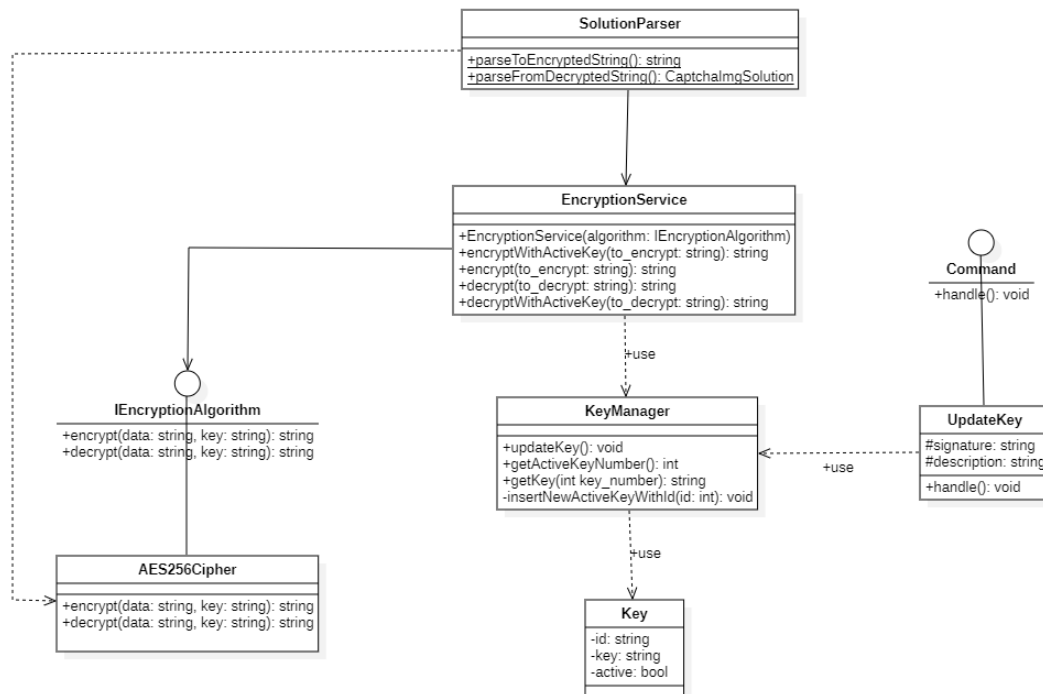 SolutionParser
+parseToEncryptedString(): string
+parseFromDecryptedString(): CaptchaImgSolution
EncryptionService
+EncryptionService(algorithm: IEncryptionAlgorithm)
+encryptWithActiveKey(to_encrypt: string): string
+encrypt(to_encrypt: string): string
+decrypt(to_decrypt: string): string
+decryptWithActiveKey(to_decrypt: string): string
Command
+handle(): void
+use
IEncryptionAlgorithm
+encrypt(data: string, key: string): string
+decrypt(data: string, key: string): string
KeyManager
+updateKey(): void
+getActiveKeyNumber(): int
+getKey(int key_number): string
-insertNewActiveKeyWithId(id: int): void
+use
UpdateKey
#signature: string
#description: string
+handle(): void
+use
AES256Cipher
+encrypt(data: string, key: string): string
+decrypt(data: string, key: string): string
Key
-id: string
-key: string
-active: bool